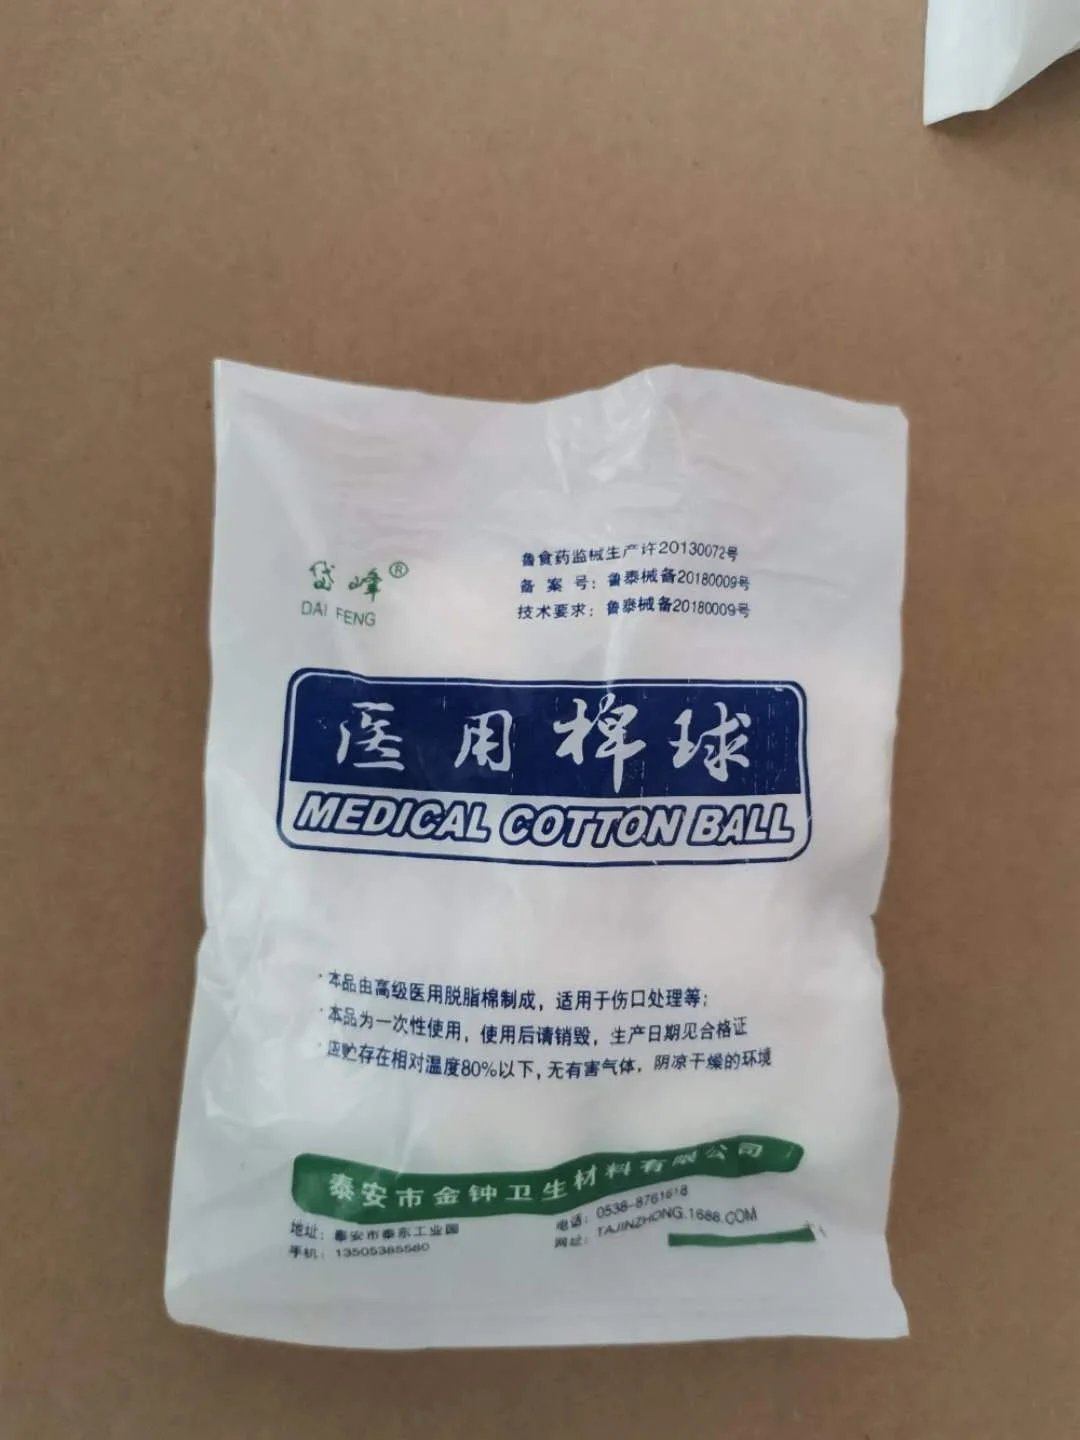 岱峰®
DAI FENG
鲁食药监械生产许20130072号
备案号：鲁泰械备20180009号
技术要求：鲁泰械备20180009号
医用棉球
MEDICAL COTTON BALL
·本品由高级医用脱脂棉制成，适用于伤口处理等；
·本品为一次性使用，使用后请销毁，生产日期见合格证
·应贮存在相对温度80%以下，无有害气体，阴凉干燥的环境
泰安市金钟卫生材料有限公司
地址：泰安市泰东工业园
手机：13505385580
电话：0538-8761618
网址：TAJINZHONG.1688.COM